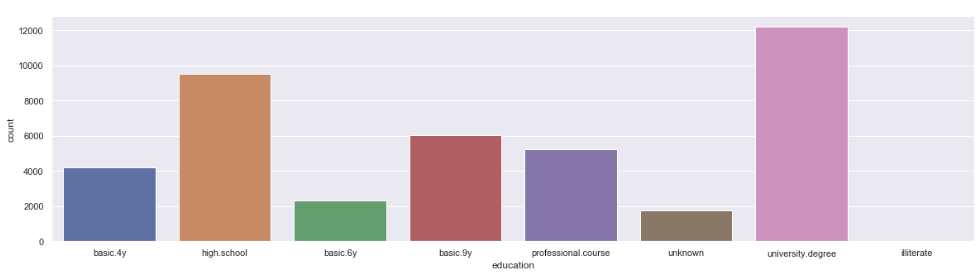 12000
10000
8000
6000
4000
2000
0
count
basic.4y high.school basic.6y basic.9y professional.course unknown university.degree illiterate
education